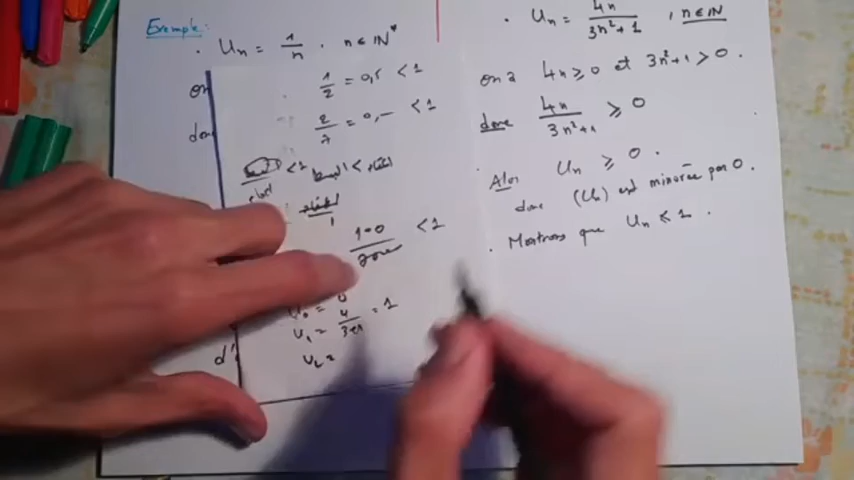 Exemple:
. Un = 1/n . n ∈ IN*
on
1/2 = 0,5 < 1
donc
2/7 = 0,— < 1
100/200 < 1
U0 = 0
U1 = 4/3+1 = 1
U2 =
d'
. Un = 4n/3n²+1 , n ∈ IN
on a 4n ≥ 0 et 3n²+1 > 0 .
donc 4n/3n²+1 ≥ 0
Alors Un ≥ 0 .
donc (Un) est minorée par 0 .
. Montrons que Un ≤ 1 .